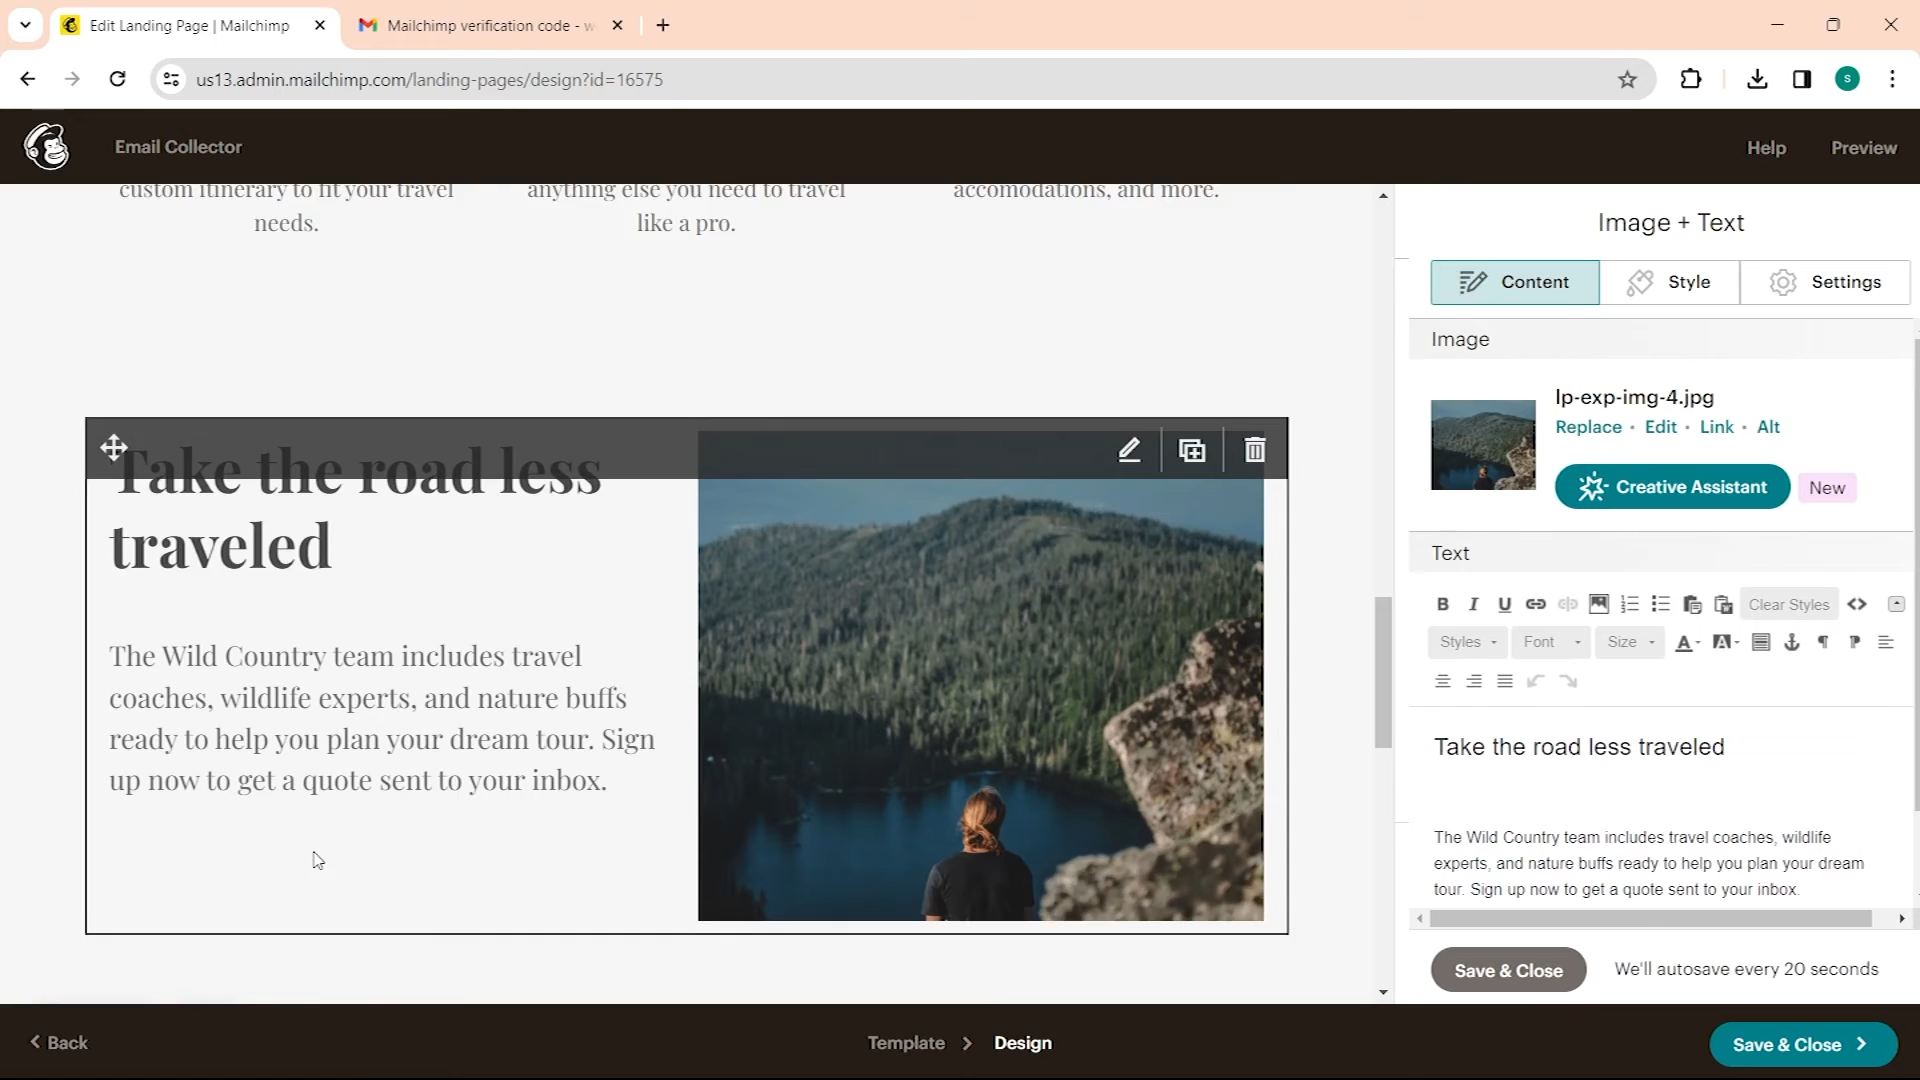 Edit Landing Page | Mailchimp
Mailchimp verification code - w
us13.admin.mailchimp.com/landing-pages/design?id=16575
S
Email Collector
Help
Preview
custom itinerary to fit your travel
needs.
anything else you need to travel
like a pro.
accomodations, and more.
Take the road less
traveled
The Wild Country team includes travel
coaches, wildlife experts, and nature buffs
ready to help you plan your dream tour. Sign
up now to get a quote sent to your inbox.
Image + Text
Content
Style
Settings
Image
lp-exp-img-4.jpg
Replace • Edit • Link • Alt
Creative Assistant
New
Text
B I U
Clear Styles
Styles
Font
Size
A
A
Take the road less traveled
The Wild Country team includes travel coaches, wildlife
experts, and nature buffs ready to help you plan your dream
tour. Sign up now to get a quote sent to your inbox.
Save & Close
We'll autosave every 20 seconds
Back
Template
Design
Save & Close